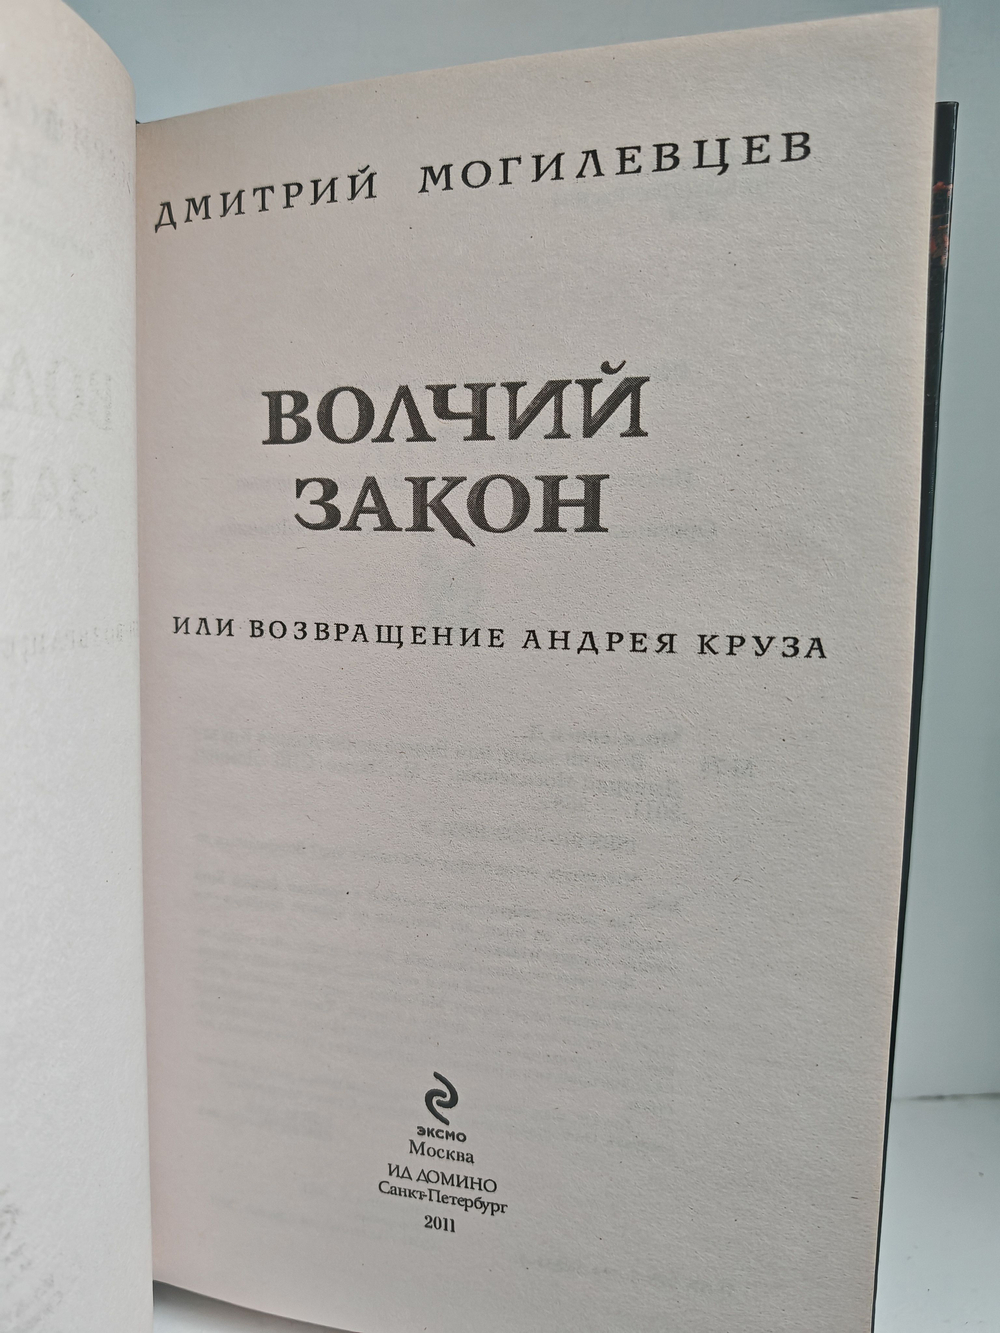 ДМИТРИЙ МОГИЛЕВЦЕВ
ВОЛЧИЙ
ЗАКОН
ИЛИ ВОЗВРАЩЕНИЕ АНДРЕЯ КРУЗА
ЭКСМО
Москва
ИД ДОМИНО
Санкт-Петербург
2011